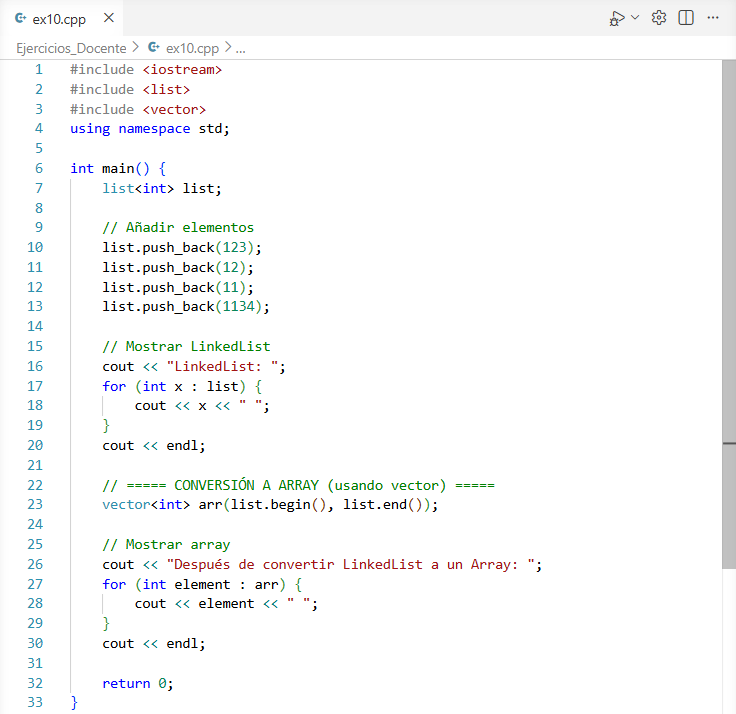 ex10.cpp
Ejercicios_Docente > ex10.cpp > ...
1 #include <iostream>
2 #include <list>
3 #include <vector>
4 using namespace std;
5
6 int main() {
7     list<int> list;
8
9     // Añadir elementos
10     list.push_back(123);
11     list.push_back(12);
12     list.push_back(11);
13     list.push_back(1134);
14
15     // Mostrar LinkedList
16     cout << "LinkedList: ";
17     for (int x : list) {
18         cout << x << " ";
19     }
20     cout << endl;
21
22     // ===== CONVERSIÓN A ARRAY (usando vector) =====
23     vector<int> arr(list.begin(), list.end());
24
25     // Mostrar array
26     cout << "Después de convertir LinkedList a un Array: ";
27     for (int element : arr) {
28         cout << element << " ";
29     }
30     cout << endl;
31
32     return 0;
33 }